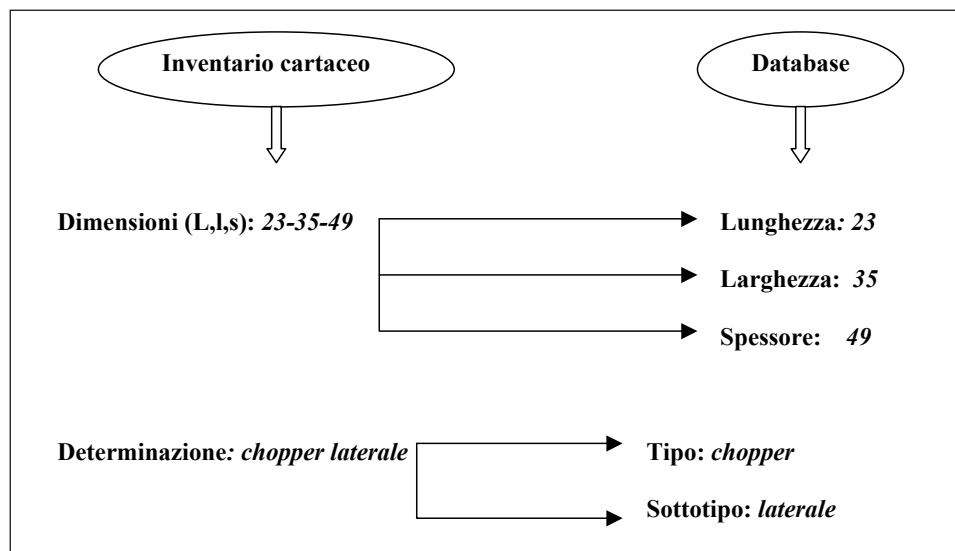 Inventario cartaceo
Database
Dimensioni (L,l,s): 23-35-49
Lunghezza: 23
Larghezza: 35
Spessore: 49
Determinazione: chopper laterale
Tipo: chopper
Sottotipo: laterale